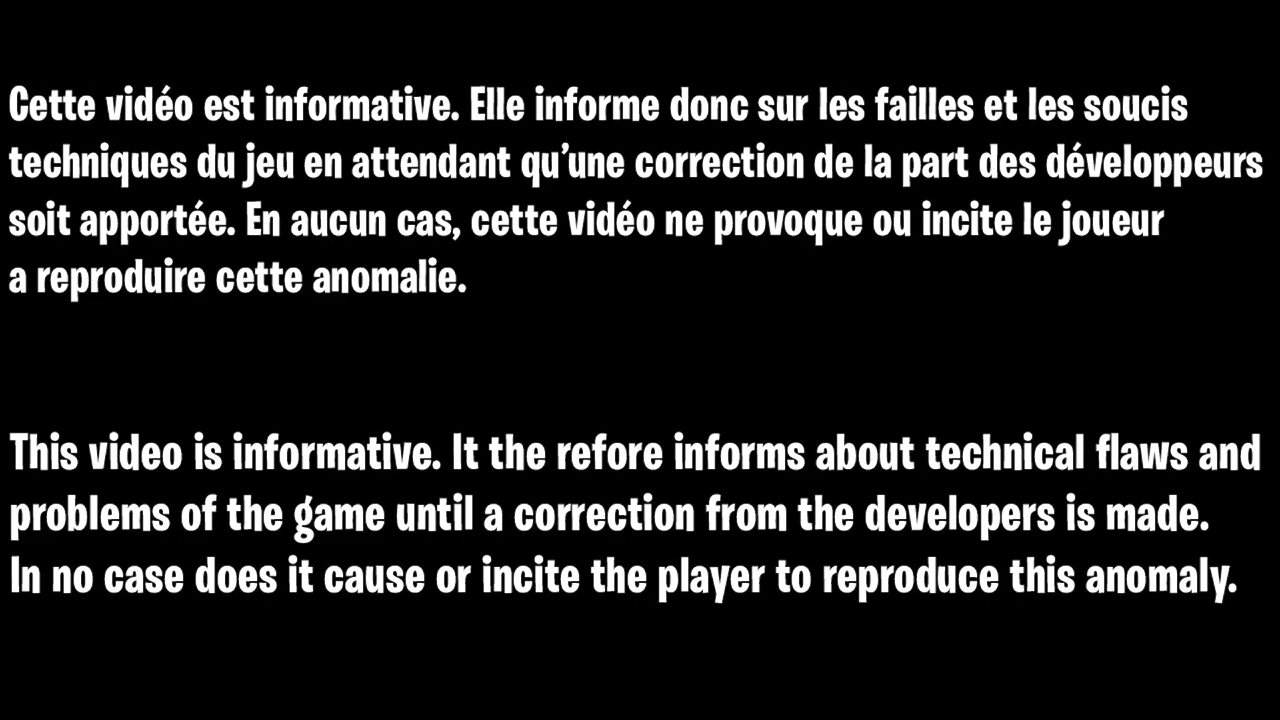 Cette vidéo est informative. Elle informe donc sur les failles et les soucis
techniques du jeu en attendant qu’une correction de la part des développeurs
soit apportée. En aucun cas, cette vidéo ne provoque ou incite le joueur
a reproduire cette anomalie.
This video is informative. It the refore informs about technical flaws and
problems of the game until a correction from the developers is made.
In no case does it cause or incite the player to reproduce this anomaly.